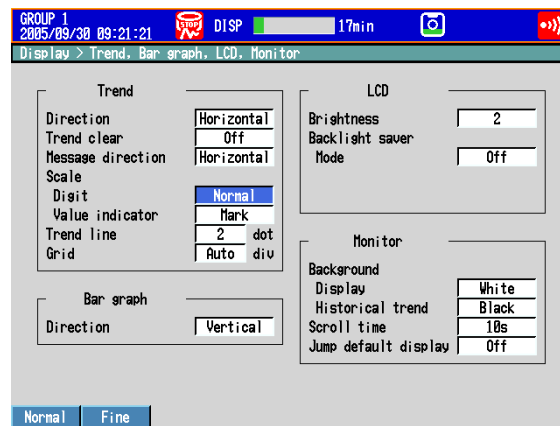 GROUP 1
2005/09/30 09:21:21
STOP
DISP
17min
Display > Trend, Bar graph, LCD, Monitor
Trend
Direction Horizontal
Trend clear Off
Message direction Horizontal
Scale
Digit Normal
Value indicator Mark
Trend line 2 dot
Grid Auto div
Bar graph
Direction Vertical
LCD
Brightness 2
Backlight saver
Mode Off
Monitor
Background
Display White
Historical trend Black
Scroll time 10s
Jump default display Off
Normal Fine